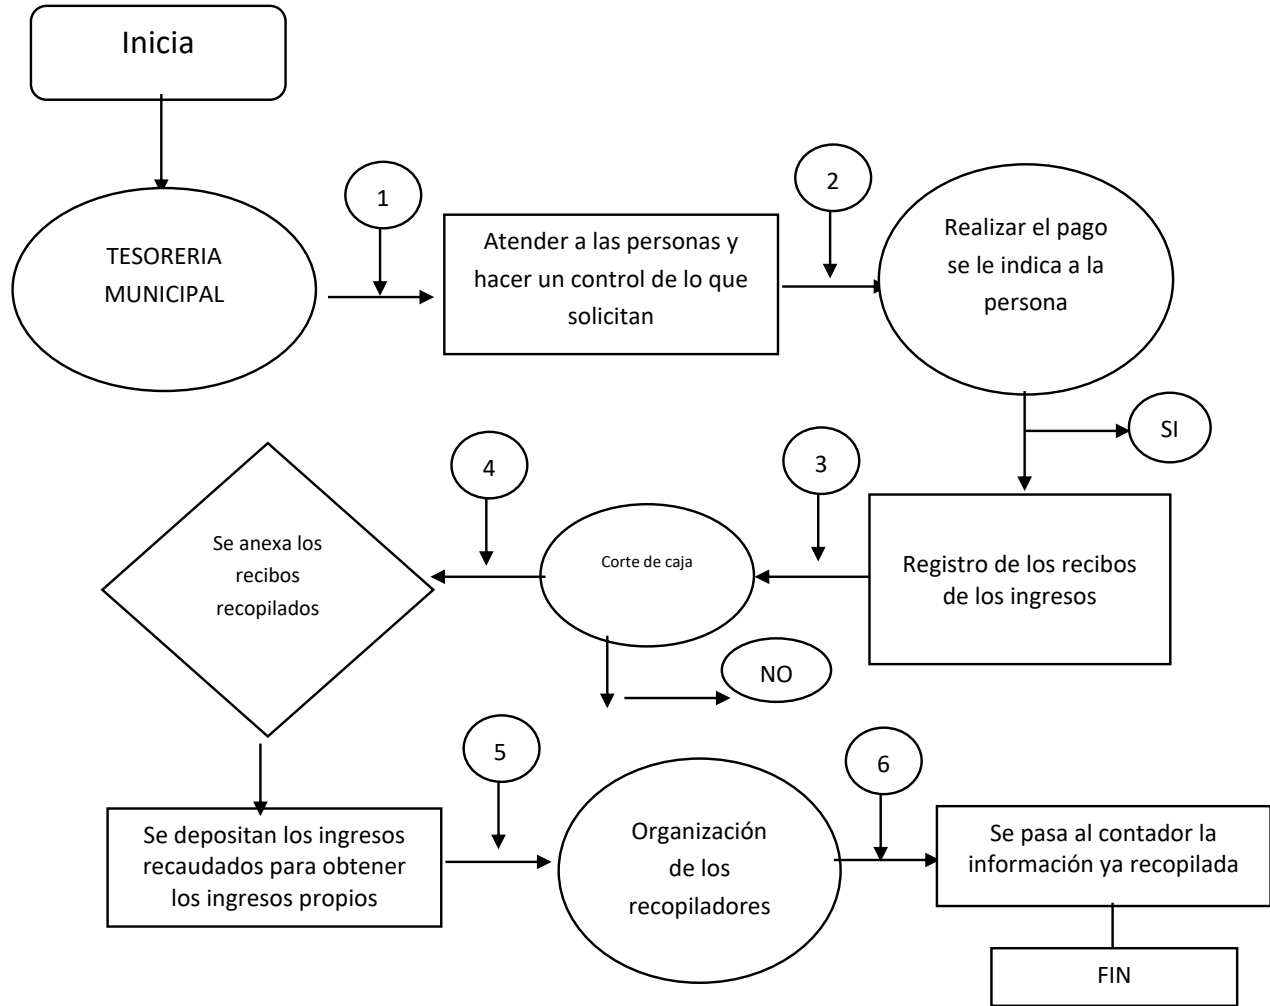 Inicia
TESORERIA
MUNICIPAL
1
Atender a las personas y
hacer un control de lo que
solicitan
2
Realizar el pago
se le indica a la
persona
SI
Registro de los recibos
de los ingresos
3
Corte de caja
NO
4
Se anexa los
recibos
recopilados
Se depositan los ingresos
recaudados para obtener
los ingresos propios
5
Organización
de los
recopiladores
6
Se pasa al contador la
información ya recopilada
FIN